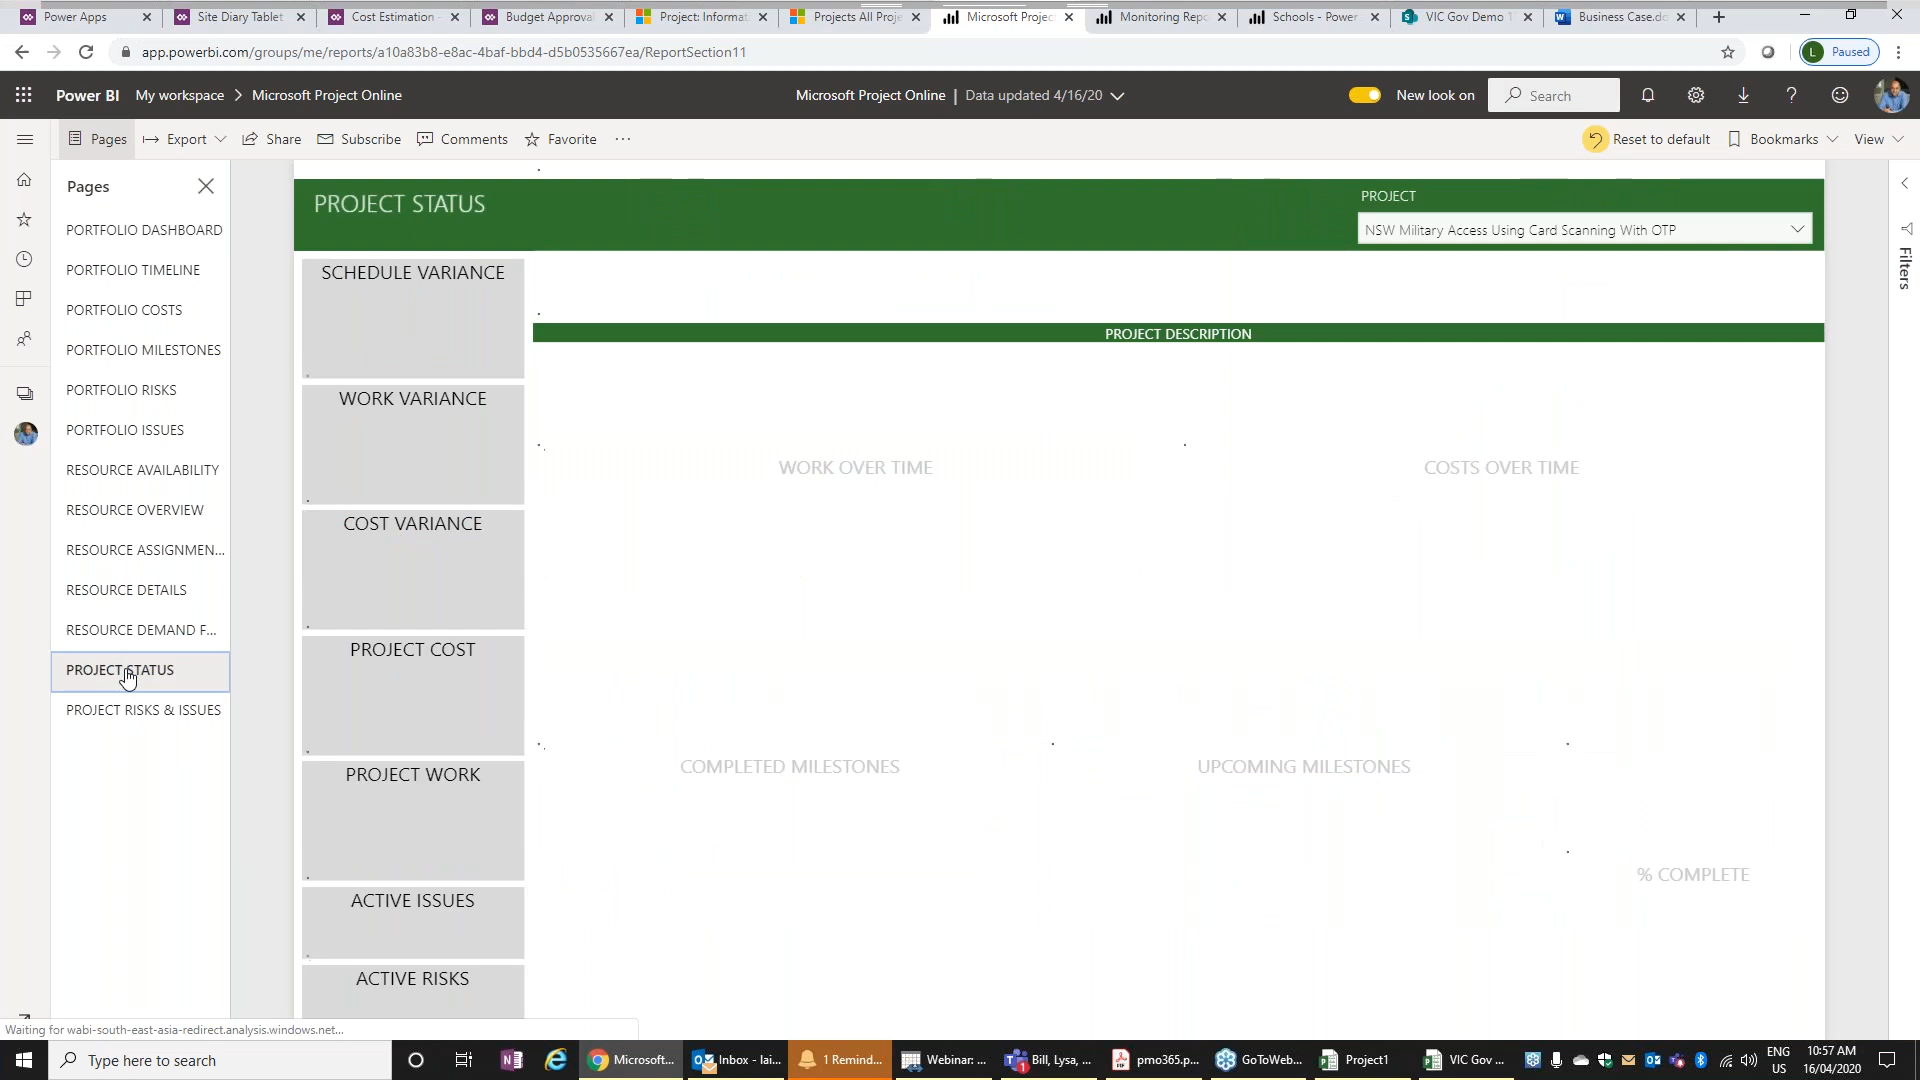 Power Apps
Site Diary Tablet
Cost Estimation -
Budget Approval
Project: Informat
Projects All Proje
Microsoft Projec
Monitoring Repo
Schools - Power
VIC Gov Demo T
Business Case.do
app.powerbi.com/groups/me/reports/a10a83b8-e8ac-4baf-bbd4-d5b0535667ea/ReportSection11
L Paused
Power BI My workspace > Microsoft Project Online
Microsoft Project Online | Data updated 4/16/20
New look on
Search
Pages Export Share Subscribe Comments Favorite ...
Reset to default Bookmarks View
Pages
PORTFOLIO DASHBOARD
PORTFOLIO TIMELINE
PORTFOLIO COSTS
PORTFOLIO MILESTONES
PORTFOLIO RISKS
PORTFOLIO ISSUES
RESOURCE AVAILABILITY
RESOURCE OVERVIEW
RESOURCE ASSIGNMEN...
RESOURCE DETAILS
RESOURCE DEMAND F...
PROJECT STATUS
PROJECT RISKS & ISSUES
PROJECT STATUS
PROJECT
NSW Military Access Using Card Scanning With OTP
Filters
SCHEDULE VARIANCE
PROJECT DESCRIPTION
WORK VARIANCE
WORK OVER TIME
COSTS OVER TIME
COST VARIANCE
PROJECT COST
PROJECT WORK
COMPLETED MILESTONES
UPCOMING MILESTONES
% COMPLETE
ACTIVE ISSUES
ACTIVE RISKS
Waiting for wabi-south-east-asia-redirect.analysis.windows.net...
Type here to search
Microsoft...
Inbox - lai...
1 Remind...
Webinar: ...
Bill, Lysa, ...
pmo365.p...
GoToWeb...
Project1
VIC Gov ...
ENG
US
10:57 AM
16/04/2020